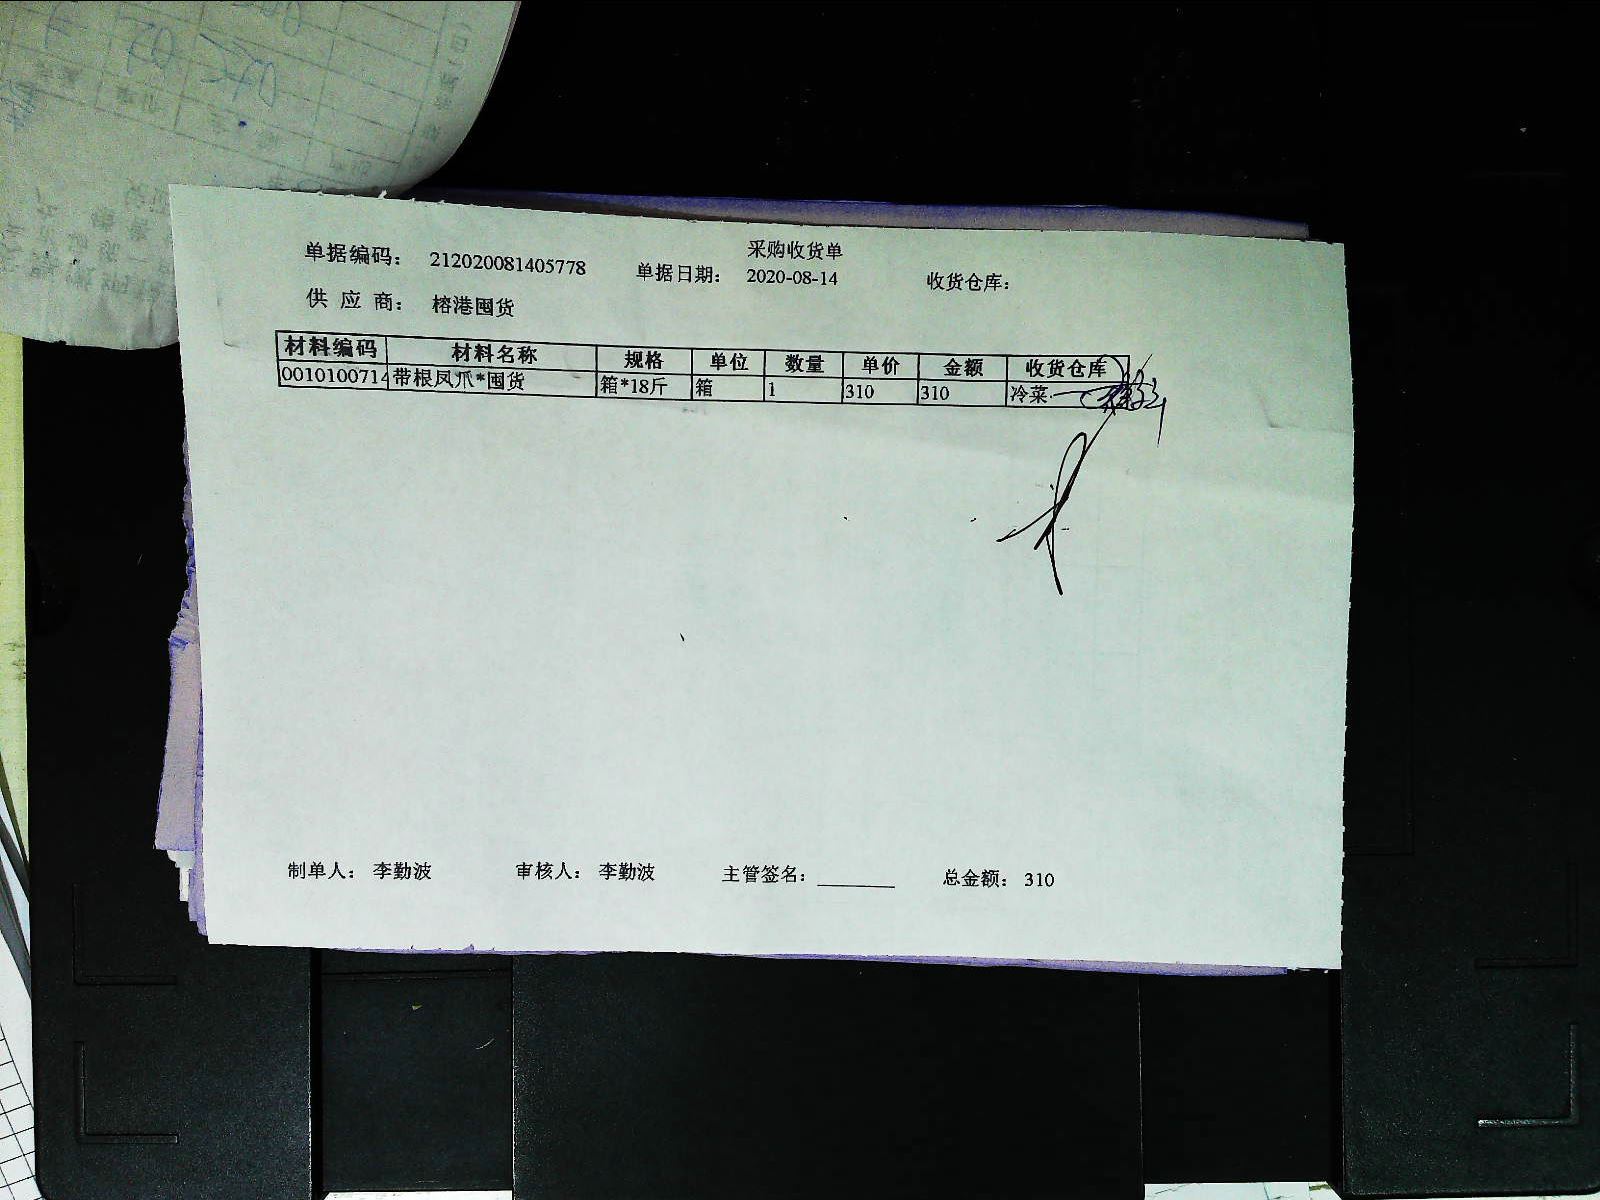 采购收货单
单据编码： 212020081405778 单据日期： 2020-08-14 收货仓库：
供 应 商： 榕港囤货
材料编码 材料名称 规格 单位 数量 单价 金额 收货仓库
0010100714 带根凤爪*囤货 箱*18斤 箱 1 310 310 冷菜
制单人： 李勤波 审核人： 李勤波 主管签名： 总金额： 310